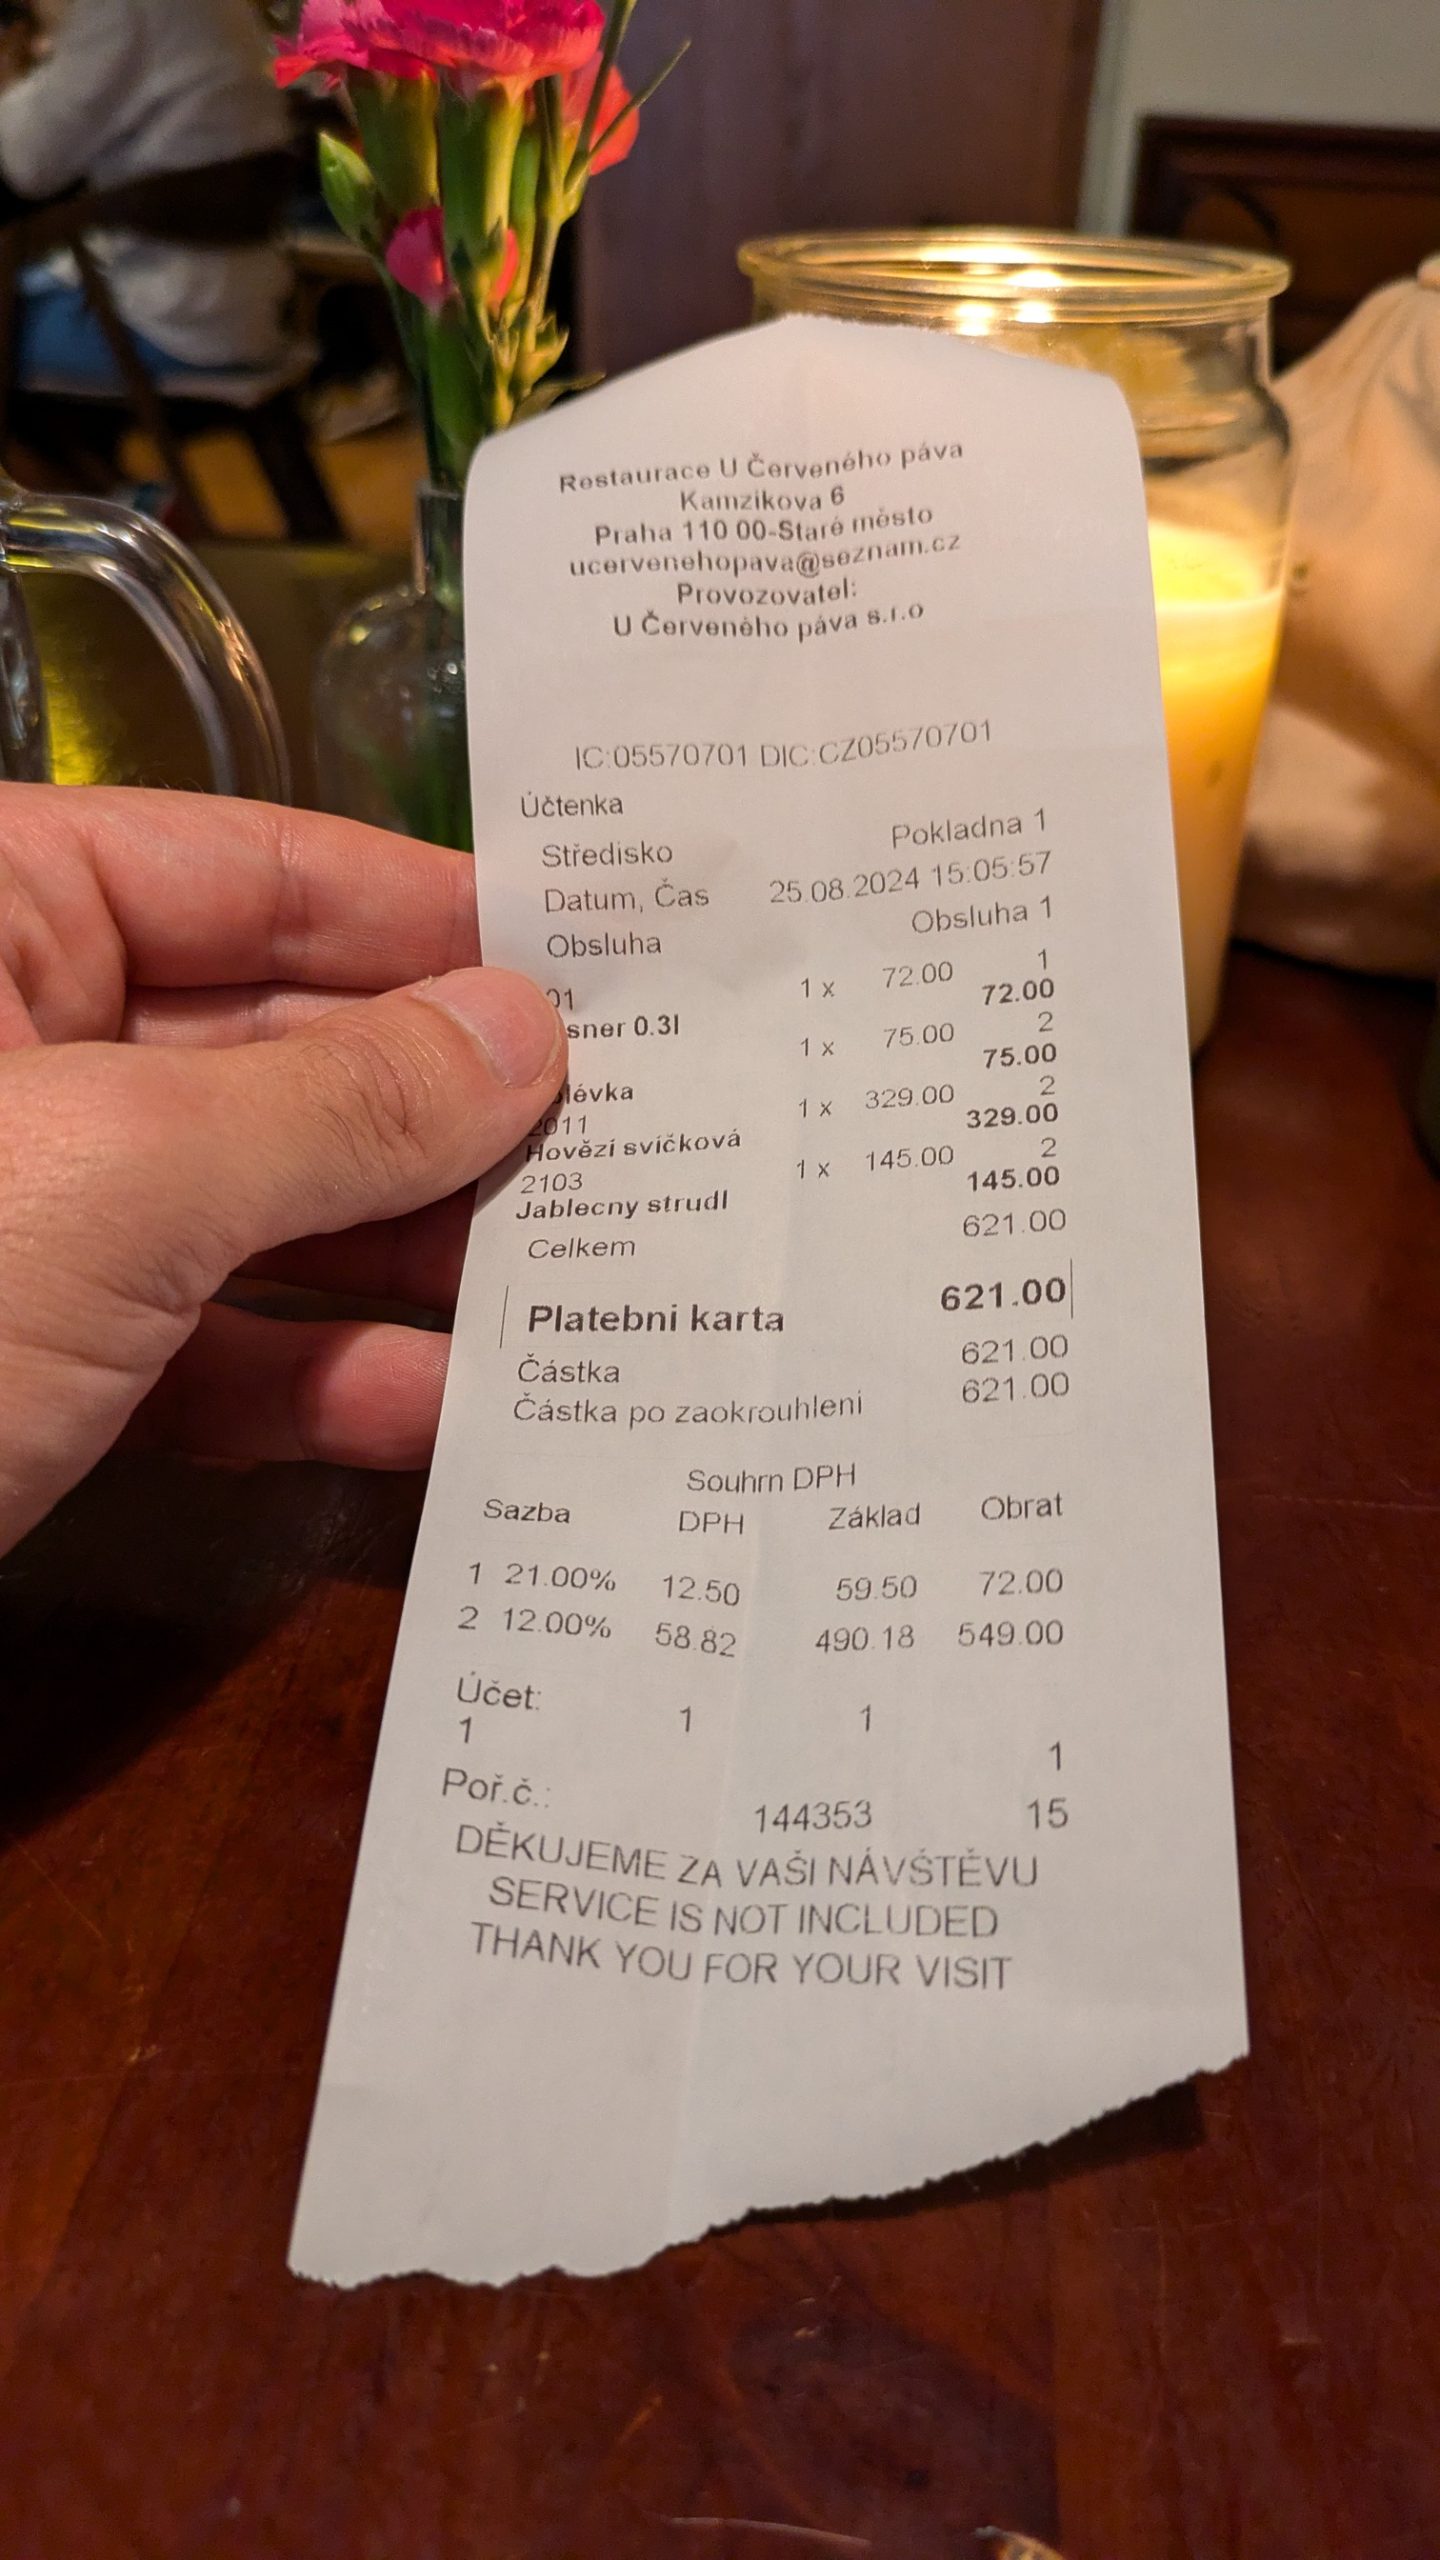 Restaurace U Červeného páva
Kamzikova 6
Praha 110 00-Staré město
ucervenehopava@seznam.cz
Provozovatel:
U Červeného páva s.r.o
IC:05570701 DIC:CZ05570701
Účtenka
Středisko Pokladna 1
Datum, Čas 25.08.2024 15:05:57
Obsluha Obsluha 1
01 1 x 72.00 1
sner 0.3l 72.00
1 x 75.00 2
lévka 75.00
2011 1 x 329.00 2
Hovězí svíčková 329.00
2103 1 x 145.00 2
Jablecny strudl 145.00
Celkem 621.00
Platebni karta 621.00
Částka 621.00
Částka po zaokrouhleni 621.00
Souhrn DPH
Sazba DPH Základ Obrat
1 21.00% 12.50 59.50 72.00
2 12.00% 58.82 490.18 549.00
Účet:
1 1 1 1
Poř.č.: 144353 15
DĚKUJEME ZA VAŠI NÁVŠTĚVU
SERVICE IS NOT INCLUDED
THANK YOU FOR YOUR VISIT